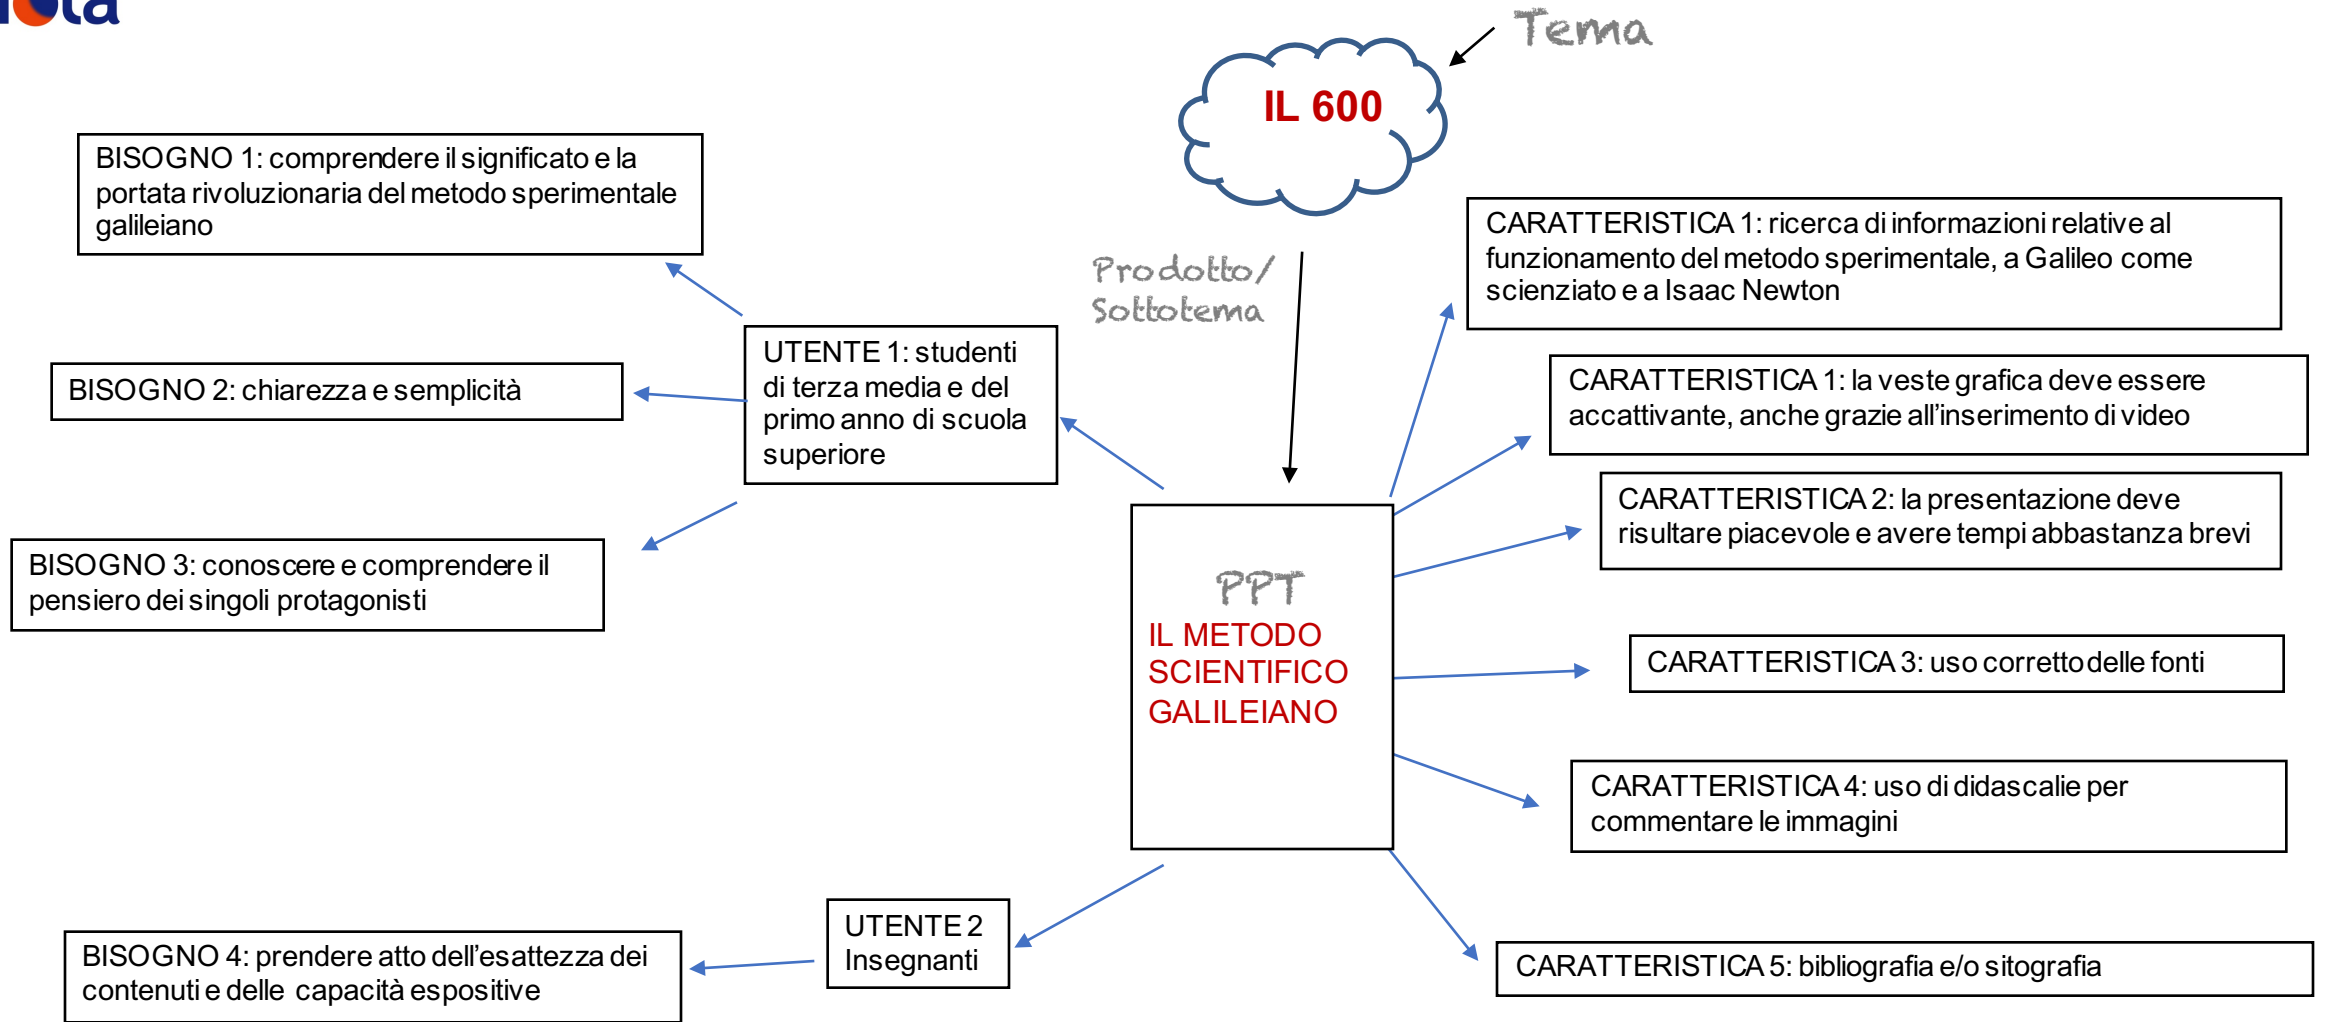 Tema
IL 600
BISOGNO 1: comprendere il significato e la
portata rivoluzionaria del metodo sperimentale
galileiano
CARATTERISTICA 1: ricerca di informazioni relative al
funzionamento del metodo sperimentale, a Galileo come
scienziato e a Isaac Newton
Prodotto/
Sottotema
UTENTE 1: studenti
di terza media e del
primo anno di scuola
superiore
BISOGNO 2: chiarezza e semplicità
CARATTERISTICA 1: la veste grafica deve essere
accattivante, anche grazie all'inserimento di video
CARATTERISTICA 2: la presentazione deve
risultare piacevole e avere tempi abbastanza brevi
BISOGNO 3: conoscere e comprendere il
pensiero dei singoli protagonisti
PPT
IL METODO
SCIENTIFICO
GALILEIANO
CARATTERISTICA 3: uso corretto delle fonti
CARATTERISTICA 4: uso di didascalie per
commentare le immagini
UTENTE 2
Insegnanti
BISOGNO 4: prendere atto dell'esattezza dei
contenuti e delle capacità espositive
CARATTERISTICA 5: bibliografia e/o sitografia